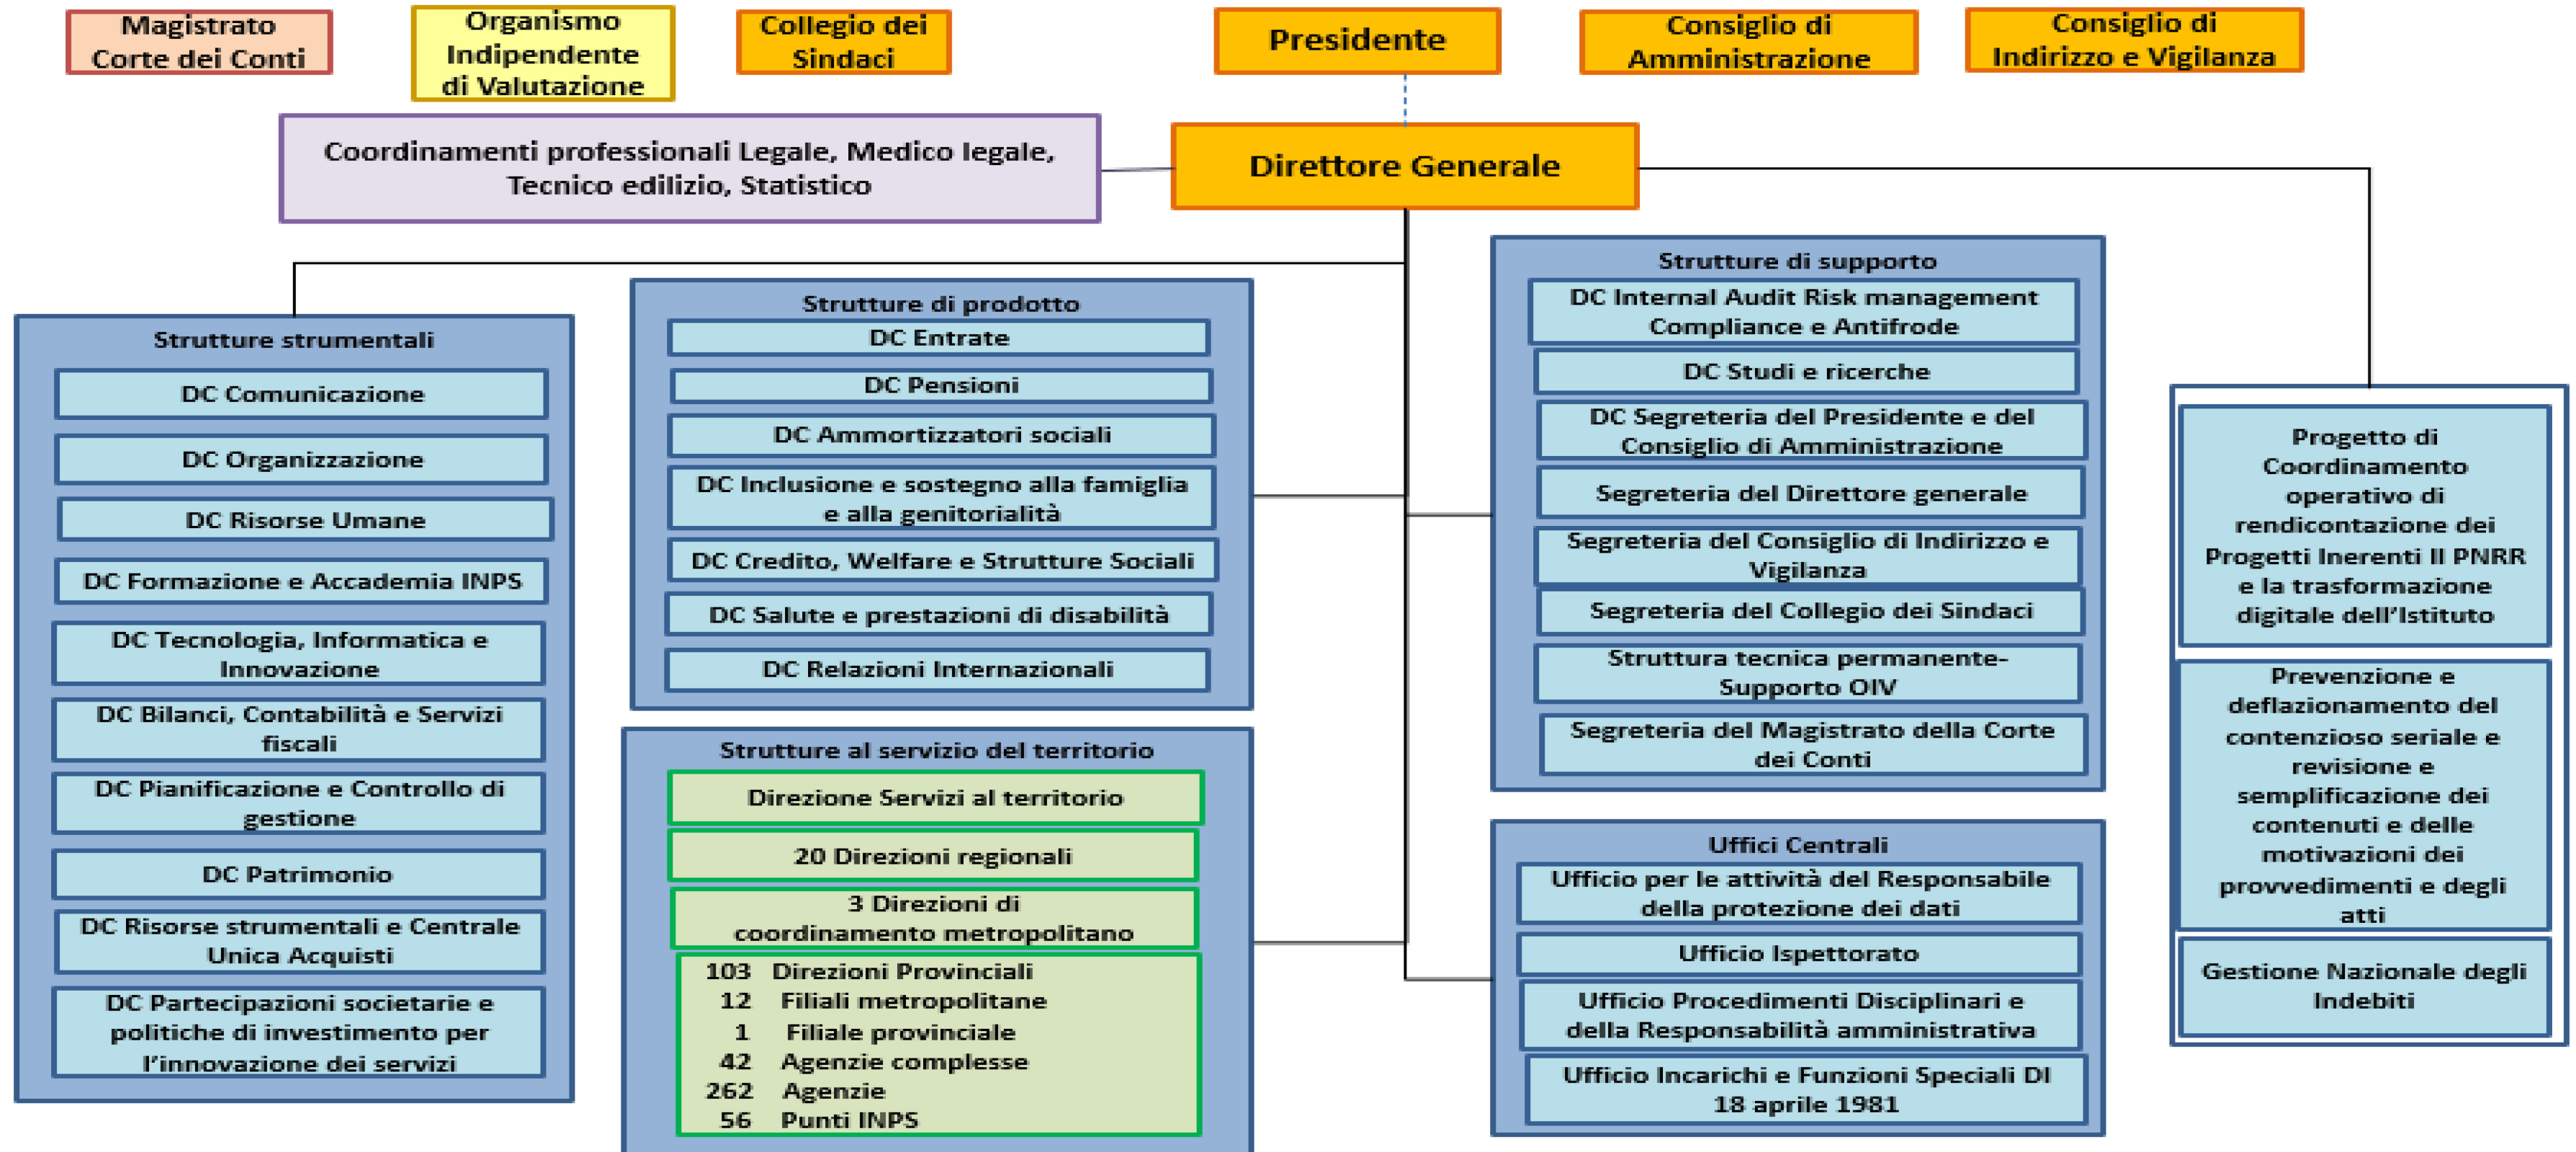 Magistrato
Corte dei Conti
Organismo
Indipendente
di Valutazione
Collegio dei
Sindaci
Presidente
Consiglio di
Amministrazione
Consiglio di
Indirizzo e Vigilanza
Coordinamenti professionali Legale, Medico legale,
Tecnico edilizio, Statistico
Direttore Generale
Strutture strumentali
DC Comunicazione
DC Organizzazione
DC Risorse Umane
DC Formazione e Accademia INPS
DC Tecnologia, Informatica e
Innovazione
DC Bilanci, Contabilità e Servizi
fiscali
DC Pianificazione e Controllo di
gestione
DC Patrimonio
DC Risorse strumentali e Centrale
Unica Acquisti
DC Partecipazioni societarie e
politiche di investimento per
l'innovazione dei servizi
Strutture di prodotto
DC Entrate
DC Pensioni
DC Ammortizzatori sociali
DC Inclusione e sostegno alla famiglia
e alla genitorialità
DC Credito, Welfare e Strutture Sociali
DC Salute e prestazioni di disabilità
DC Relazioni Internazionali
Strutture al servizio del territorio
Direzione Servizi al territorio
20 Direzioni regionali
3 Direzioni di
coordinamento metropolitano
103 Direzioni Provinciali
12 Filiali metropolitane
1 Filiale provinciale
42 Agenzie complesse
262 Agenzie
56 Punti INPS
Strutture di supporto
DC Internal Audit Risk management
Compliance e Antifrode
DC Studi e ricerche
DC Segreteria del Presidente e del
Consiglio di Amministrazione
Segreteria del Direttore generale
Segreteria del Consiglio di Indirizzo e
Vigilanza
Segreteria del Collegio dei Sindaci
Struttura tecnica permanente-
Supporto OIV
Segreteria del Magistrato della Corte
dei Conti
Uffici Centrali
Ufficio per le attività del Responsabile
della protezione dei dati
Ufficio Ispettorato
Ufficio Procedimenti Disciplinari e
della Responsabilità amministrativa
Ufficio Incarichi e Funzioni Speciali DI
18 aprile 1981
Progetto di
Coordinamento
operativo di
rendicontazione dei
Progetti Inerenti Il PNRR
e la trasformazione
digitale dell'Istituto
Prevenzione e
deflazionamento del
contenzioso seriale e
revisione e
semplificazione dei
contenuti e delle
motivazioni dei
provvedimenti e degli
atti
Gestione Nazionale degli
Indebiti